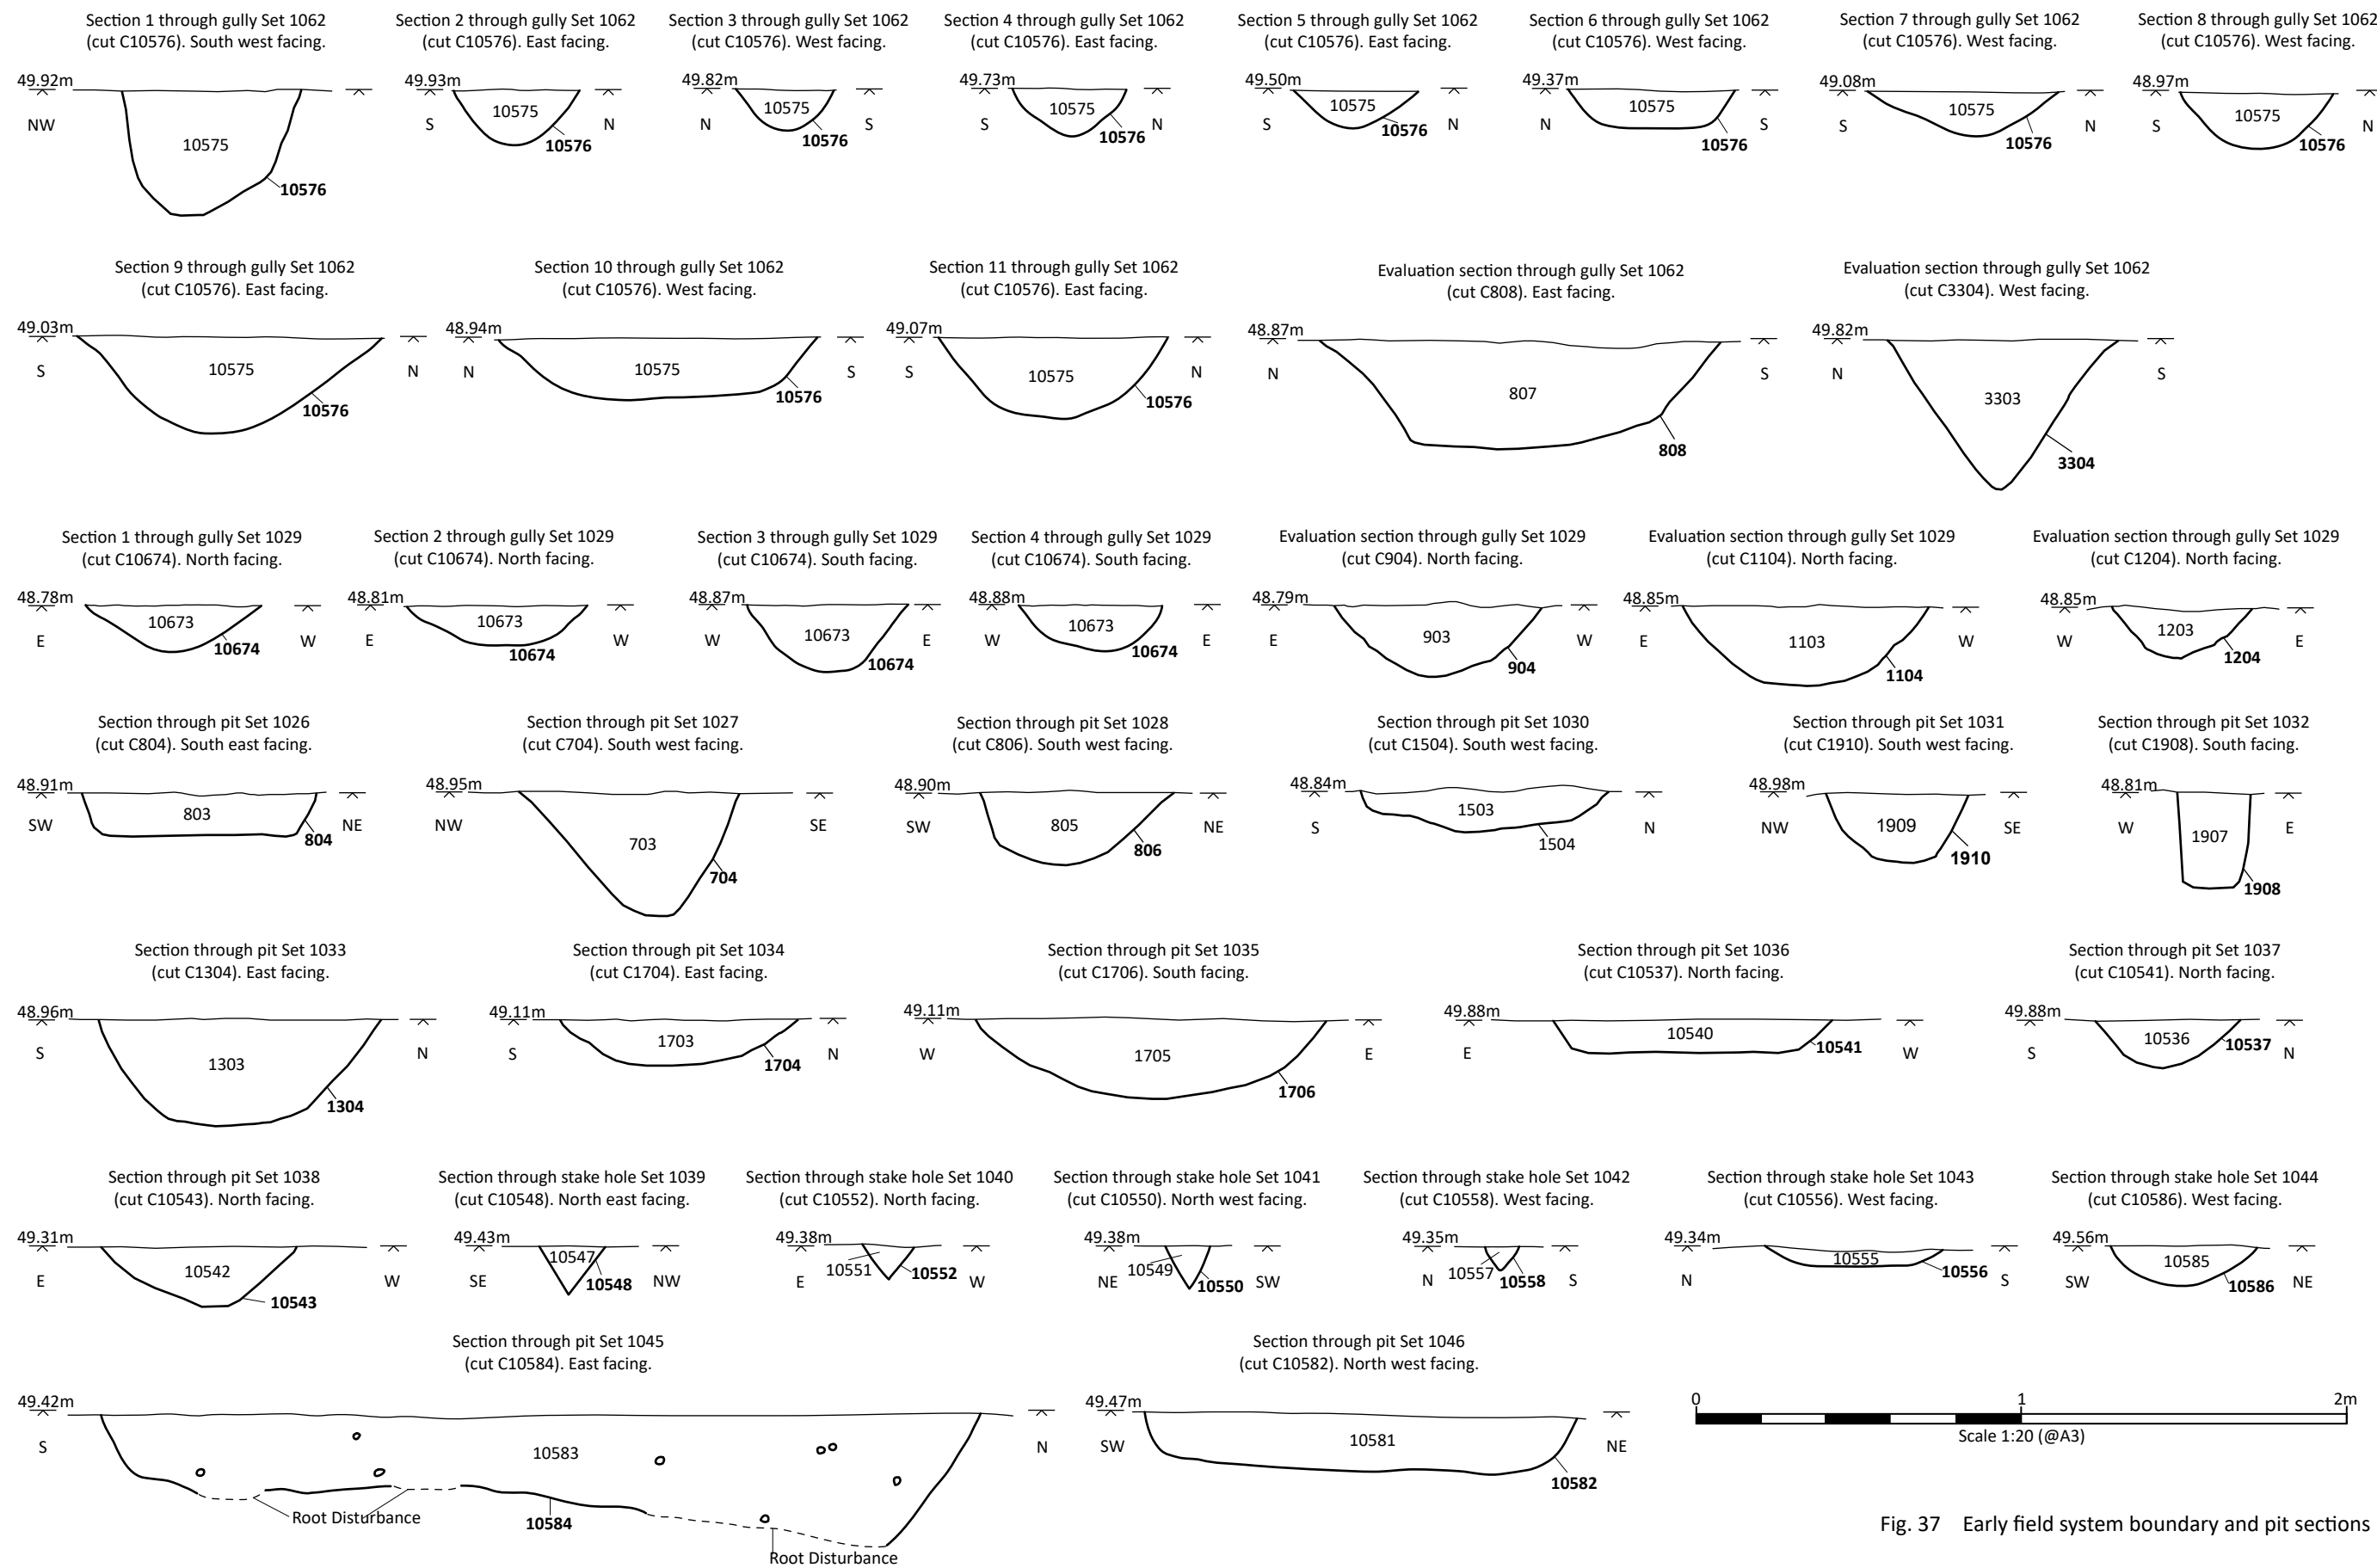 Section 1 through gully Set 1062
(cut C10576). South west facing.
49.92m
NW
10575
10576
Section 2 through gully Set 1062
(cut C10576). East facing.
49.93m
S
10575
N
10576
Section 3 through gully Set 1062
(cut C10576). West facing.
49.82m
N
10575
S
10576
Section 4 through gully Set 1062
(cut C10576). East facing.
49.73m
S
10575
N
10576
Section 5 through gully Set 1062
(cut C10576). East facing.
49.50m
S
10575
10576
N
Section 6 through gully Set 1062
(cut C10576). West facing.
49.37m
N
10575
S
10576
Section 7 through gully Set 1062
(cut C10576). West facing.
49.08m
S
10575
N
10576
Section 8 through gully Set 1062
(cut C10576). West facing.
48.97m
S
10575
N
10576
Section 9 through gully Set 1062
(cut C10576). East facing.
49.03m
S
10575
N
10576
Section 10 through gully Set 1062
(cut C10576). West facing.
48.94m
N
10575
S
10576
Section 11 through gully Set 1062
(cut C10576). East facing.
49.07m
S
10575
N
10576
Evaluation section through gully Set 1062
(cut C808). East facing.
48.87m
N
807
S
808
Evaluation section through gully Set 1062
(cut C3304). West facing.
49.82m
N
3303
S
3304
Section 1 through gully Set 1029
(cut C10674). North facing.
48.78m
E
10673
W
10674
Section 2 through gully Set 1029
(cut C10674). North facing.
48.81m
E
10673
W
10674
Section 3 through gully Set 1029
(cut C10674). South facing.
48.87m
W
10673
E
10674
Section 4 through gully Set 1029
(cut C10674). South facing.
48.88m
W
10673
E
10674
Evaluation section through gully Set 1029
(cut C904). North facing.
48.79m
E
903
W
904
Evaluation section through gully Set 1029
(cut C1104). North facing.
48.85m
E
1103
W
1104
Evaluation section through gully Set 1029
(cut C1204). North facing.
48.85m
W
1203
E
1204
Section through pit Set 1026
(cut C804). South east facing.
48.91m
SW
803
NE
804
Section through pit Set 1027
(cut C704). South west facing.
48.95m
NW
703
SE
704
Section through pit Set 1028
(cut C806). South west facing.
48.90m
SW
805
NE
806
Section through pit Set 1030
(cut C1504). South west facing.
48.84m
S
1503
N
1504
Section through pit Set 1031
(cut C1910). South west facing.
48.98m
NW
1909
SE
1910
Section through pit Set 1032
(cut C1908). South facing.
48.81m
W
1907
E
1908
Section through pit Set 1033
(cut C1304). East facing.
48.96m
S
1303
N
1304
Section through pit Set 1034
(cut C1704). East facing.
49.11m
S
1703
N
1704
Section through pit Set 1035
(cut C1706). South facing.
49.11m
W
1705
E
1706
Section through pit Set 1036
(cut C10537). North facing.
49.88m
E
10540
10541
W
Section through pit Set 1037
(cut C10541). North facing.
49.88m
S
10536
10537
N
Section through pit Set 1038
(cut C10543). North facing.
49.31m
E
10542
W
10543
Section through stake hole Set 1039
(cut C10548). North east facing.
49.43m
SE
10547
10548
NW
Section through stake hole Set 1040
(cut C10552). North facing.
49.38m
E
10551
10552
W
Section through stake hole Set 1041
(cut C10550). North west facing.
49.38m
NE
10549
10550
SW
Section through stake hole Set 1042
(cut C10558). West facing.
49.35m
N
10557
10558
S
Section through stake hole Set 1043
(cut C10556). West facing.
49.34m
N
10555
10556
S
Section through stake hole Set 1044
(cut C10586). West facing.
49.56m
SW
10585
10586
NE
Section through pit Set 1045
(cut C10584). East facing.
49.42m
S
10583
N
Root Disturbance
10584
Root Disturbance
Section through pit Set 1046
(cut C10582). North west facing.
49.47m
SW
10581
NE
10582
0 1 2m
Scale 1:20 (@A3)
Fig. 37 Early field system boundary and pit sections